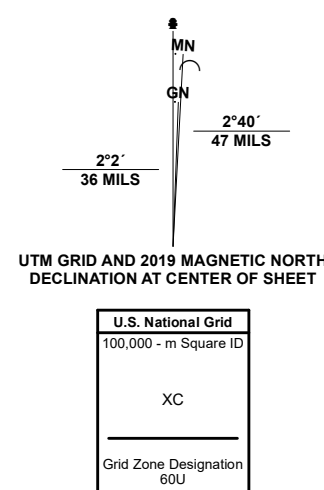 MN
GN
2°40´
47 MILS
2°2´
36 MILS
UTM GRID AND 2019 MAGNETIC NORTH
DECLINATION AT CENTER OF SHEET
U.S. National Grid
100,000 - m Square ID
XC
Grid Zone Designation
60U